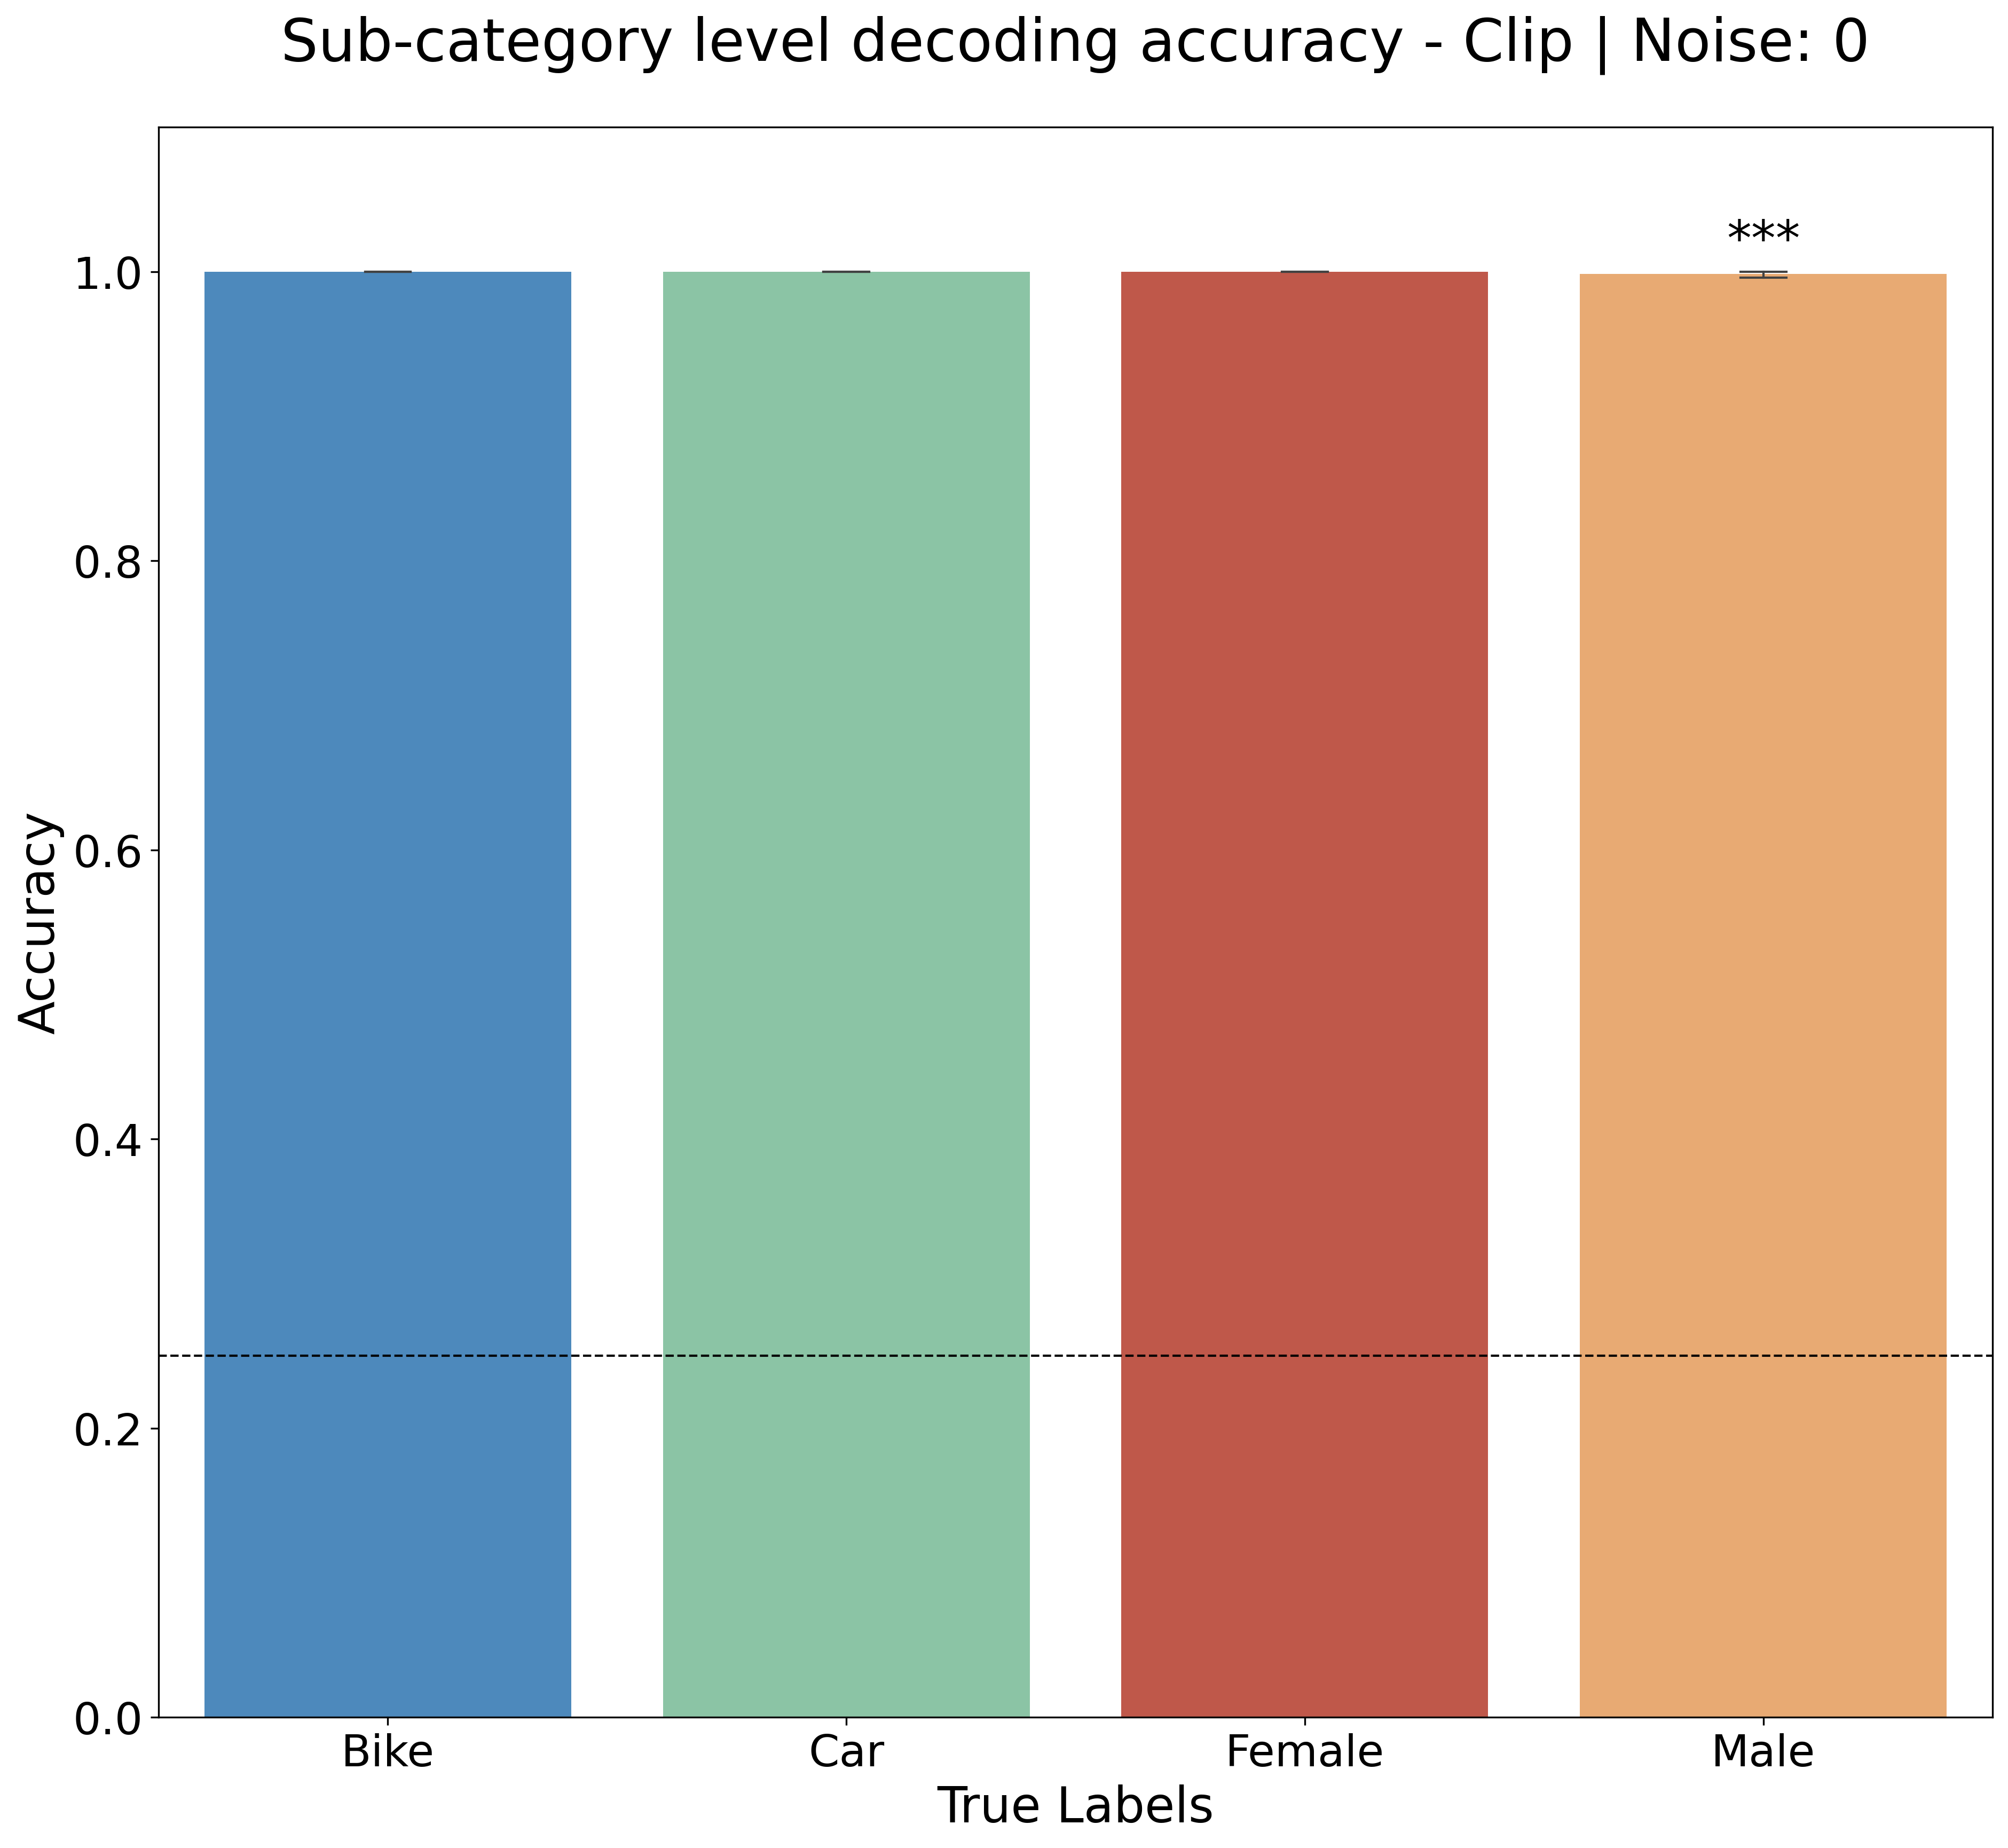 Sub-category level decoding accuracy - Clip | Noise: 0
***
1.0
0.8
0.6
0.4
0.2
0.0
Accuracy
Bike Car Female Male
True Labels